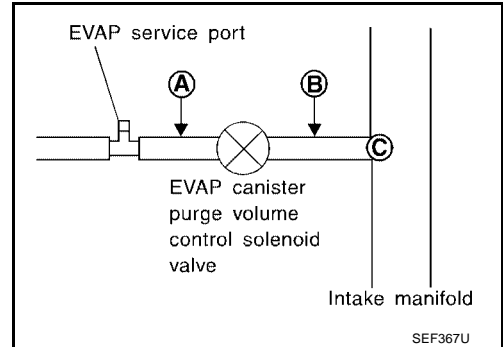 EVAP service port
A
B
C
EVAP canister
purge volume
control solenoid
valve
Intake manifold
SEF367U